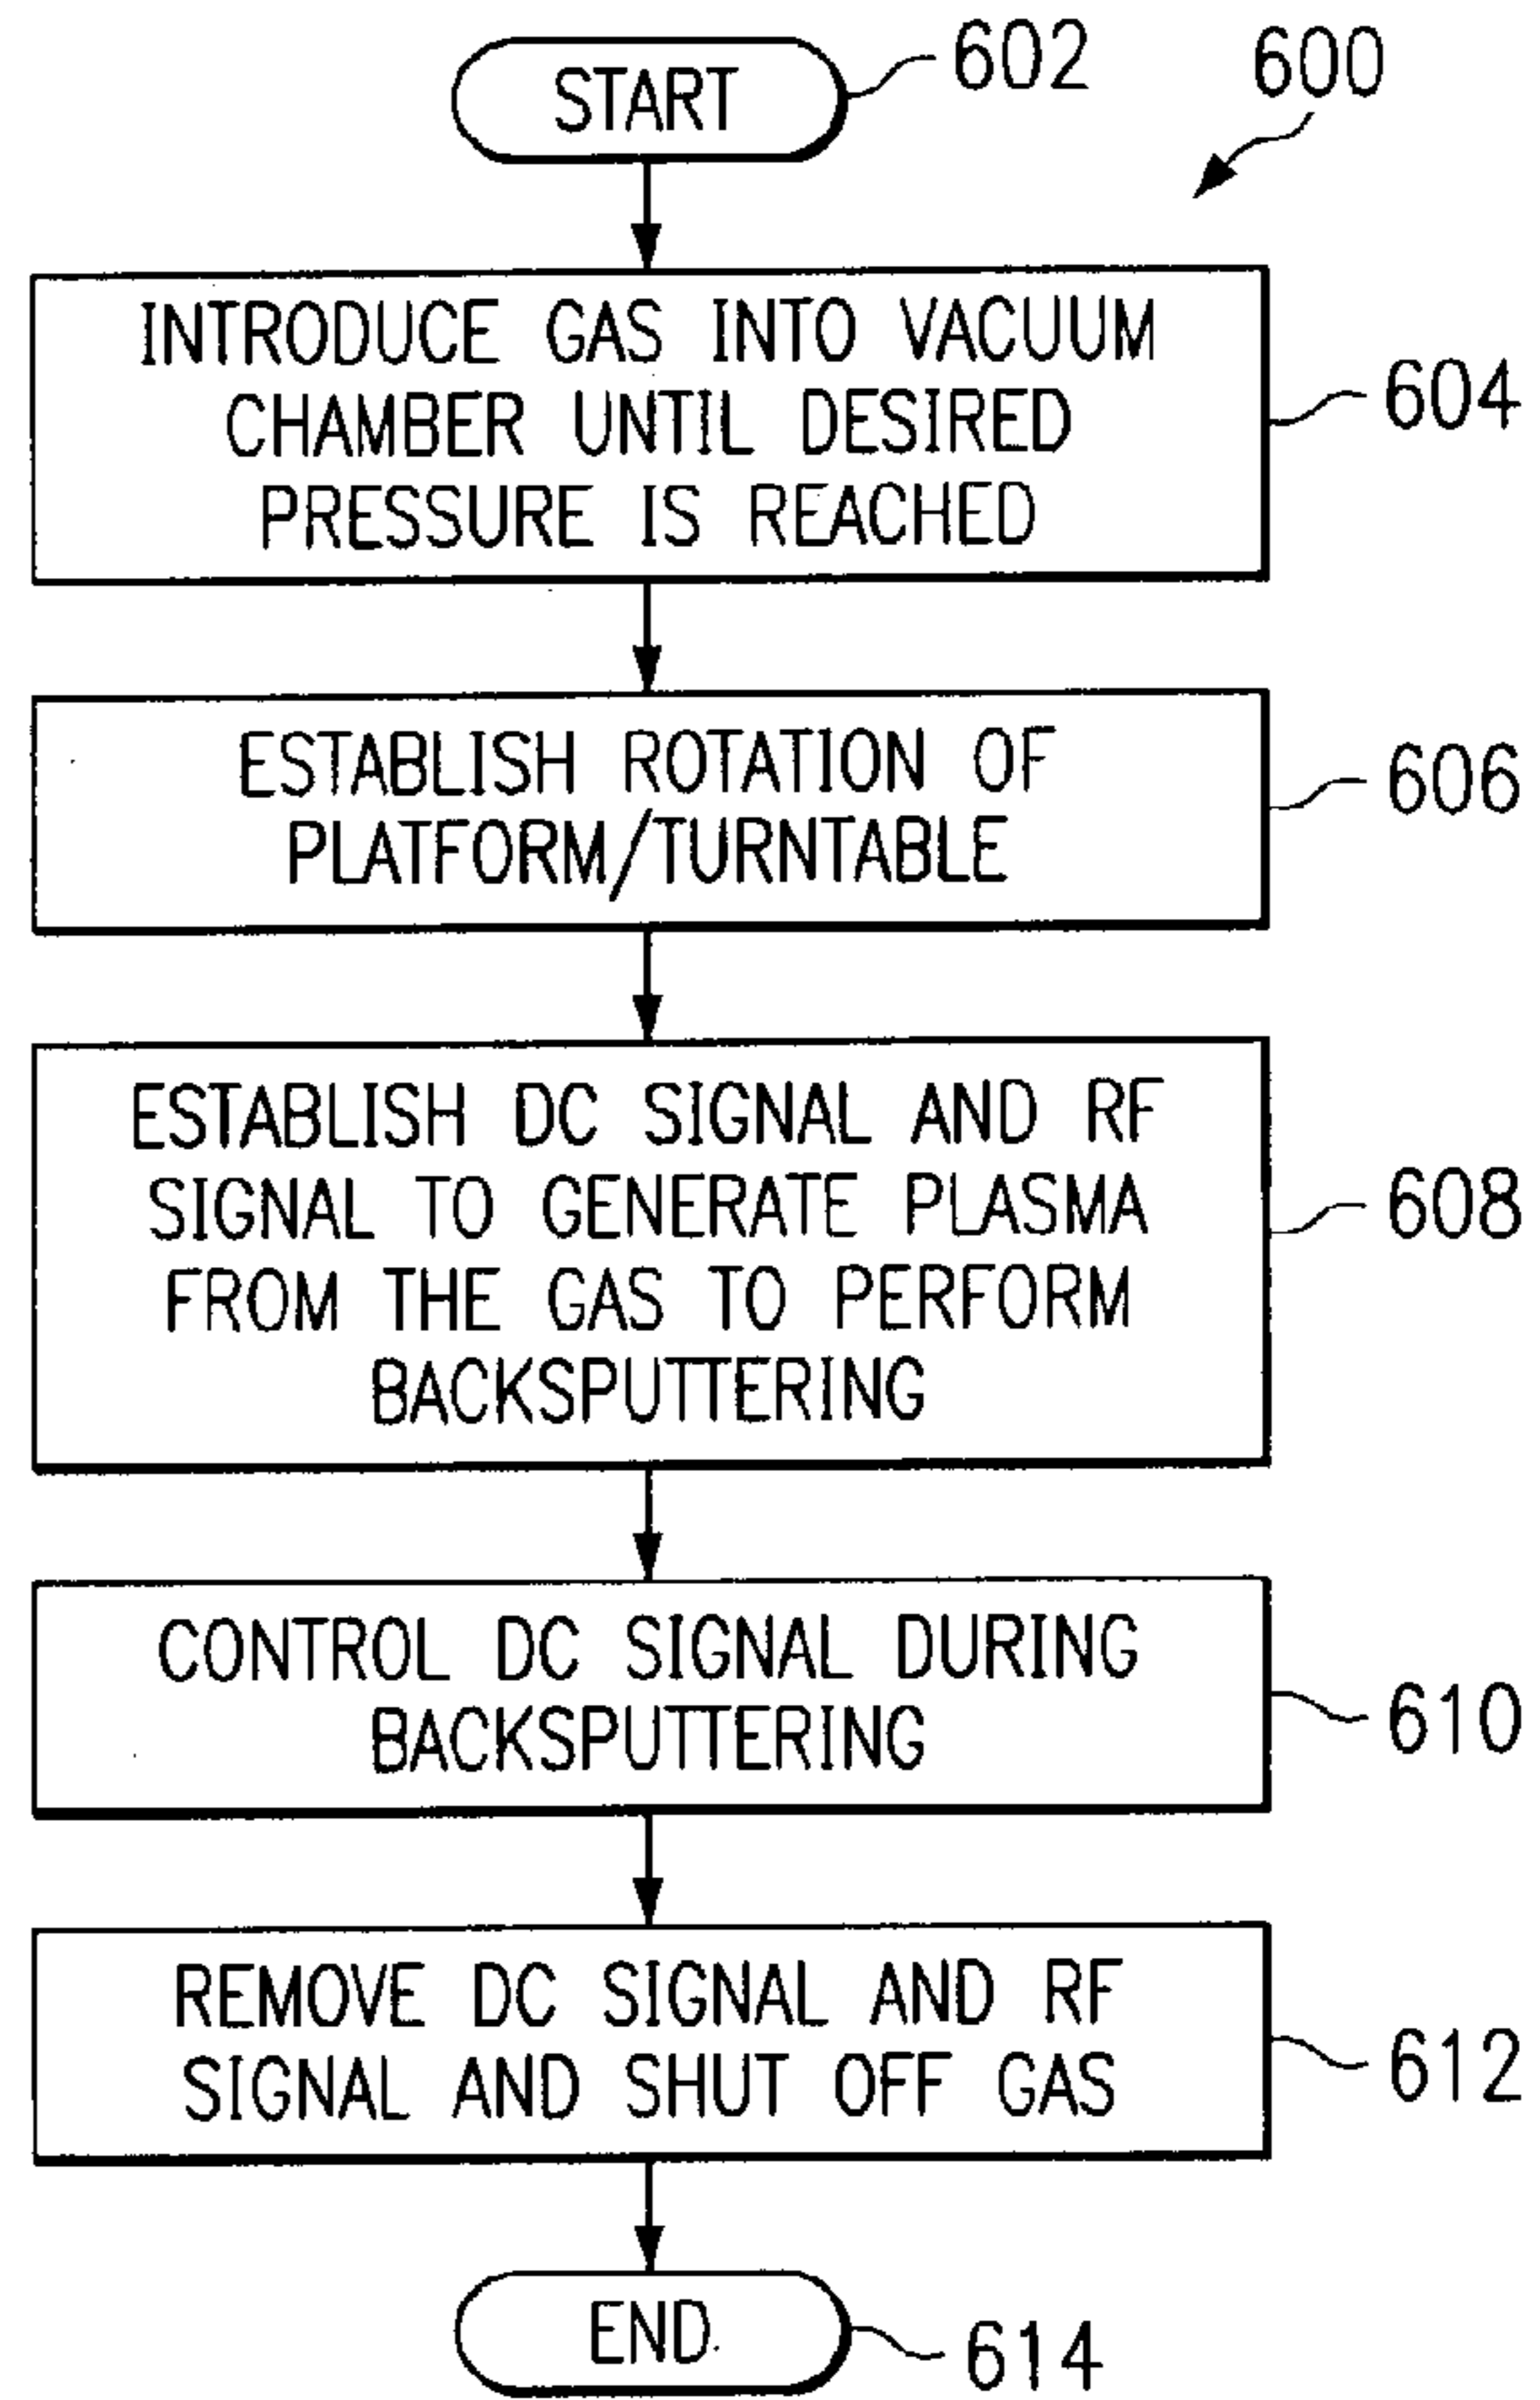 START
602
600
INTRODUCE GAS INTO VACUUM
CHAMBER UNTIL DESIRED
PRESSURE IS REACHED
604
ESTABLISH ROTATION OF
PLATFORM/TURNTABLE
606
ESTABLISH DC SIGNAL AND RF
SIGNAL TO GENERATE PLASMA
FROM THE GAS TO PERFORM
BACKSPUTTERING
608
CONTROL DC SIGNAL DURING
BACKSPUTTERING
610
REMOVE DC SIGNAL AND RF
SIGNAL AND SHUT OFF GAS
612
END
614